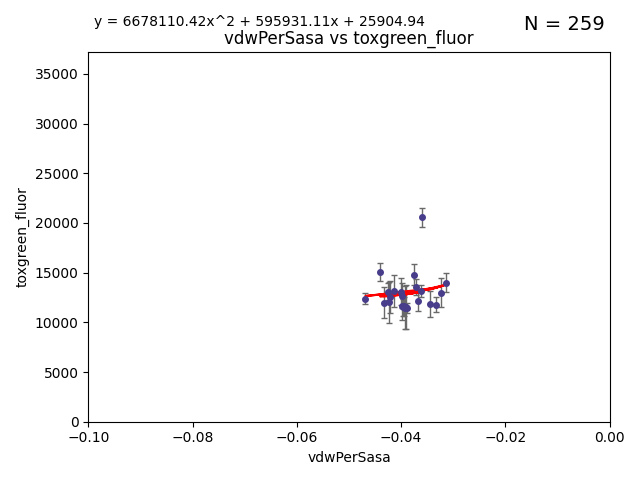 y = 6678110.42x^2 + 595931.11x + 25904.94
N = 259
vdwPerSasa vs toxgreen_fluor
35000
30000
25000
20000
15000
10000
5000
0
toxgreen_fluor
−0.10
−0.08
−0.06
−0.04
−0.02
0.00
vdwPerSasa